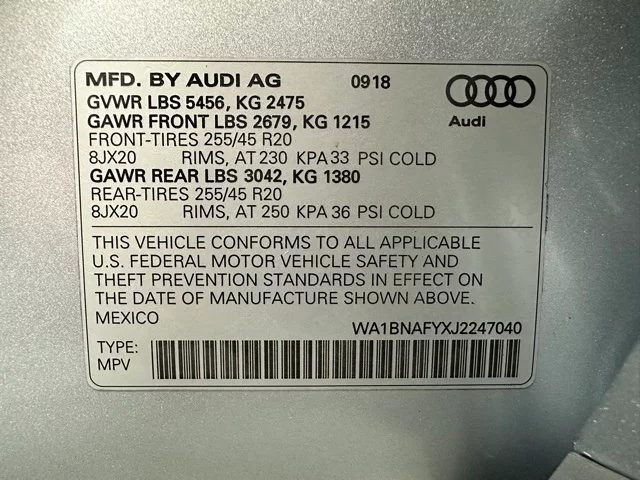 MFD. BY AUDI AG 0918
GVWR LBS 5456, KG 2475
GAWR FRONT LBS 2679, KG 1215
Audi
FRONT-TIRES 255/45 R20
8JX20 RIMS, AT 230 KPA 33 PSI COLD
GAWR REAR LBS 3042, KG 1380
REAR-TIRES 255/45 R20
8JX20 RIMS, AT 250 KPA 36 PSI COLD
THIS VEHICLE CONFORMS TO ALL APPLICABLE
U.S. FEDERAL MOTOR VEHICLE SAFETY AND
THEFT PREVENTION STANDARDS IN EFFECT ON
THE DATE OF MANUFACTURE SHOWN ABOVE.
MEXICO
WA1BNAFYXJ2247040
TYPE:
MPV